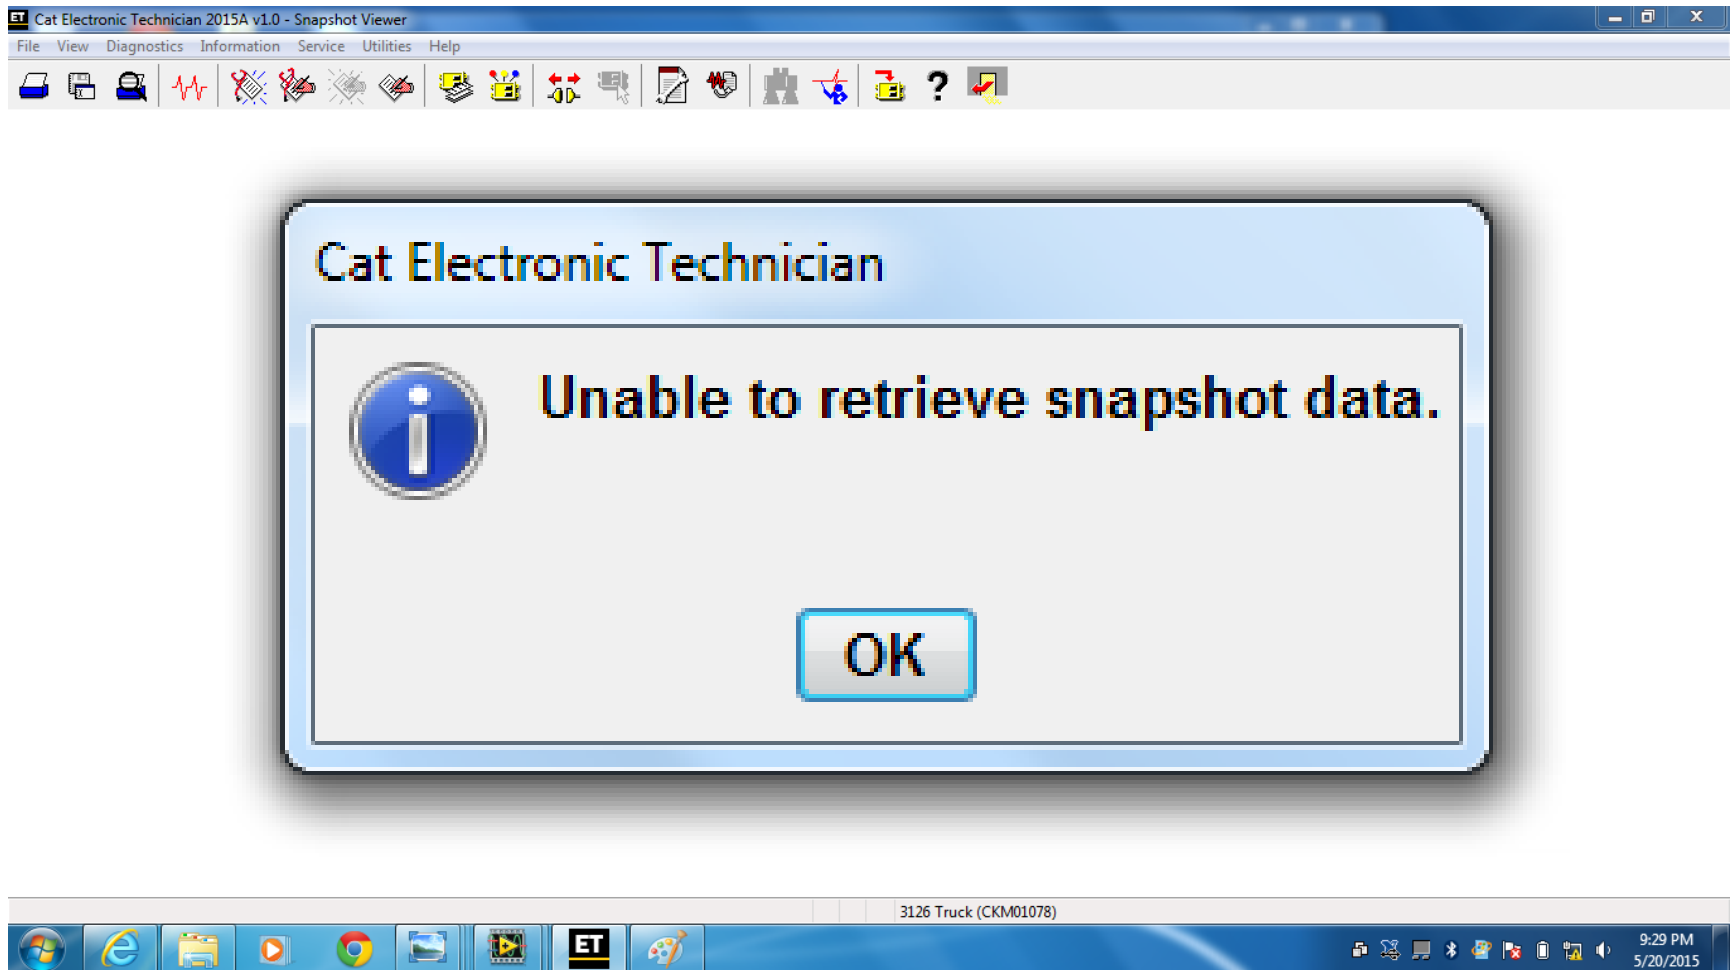 ET Cat Electronic Technician 2015A v1.0 - Snapshot Viewer
File View Diagnostics Information Service Utilities Help
Cat Electronic Technician
Unable to retrieve snapshot data.
OK
3126 Truck (CKM01078)
ET
9:29 PM
5/20/2015